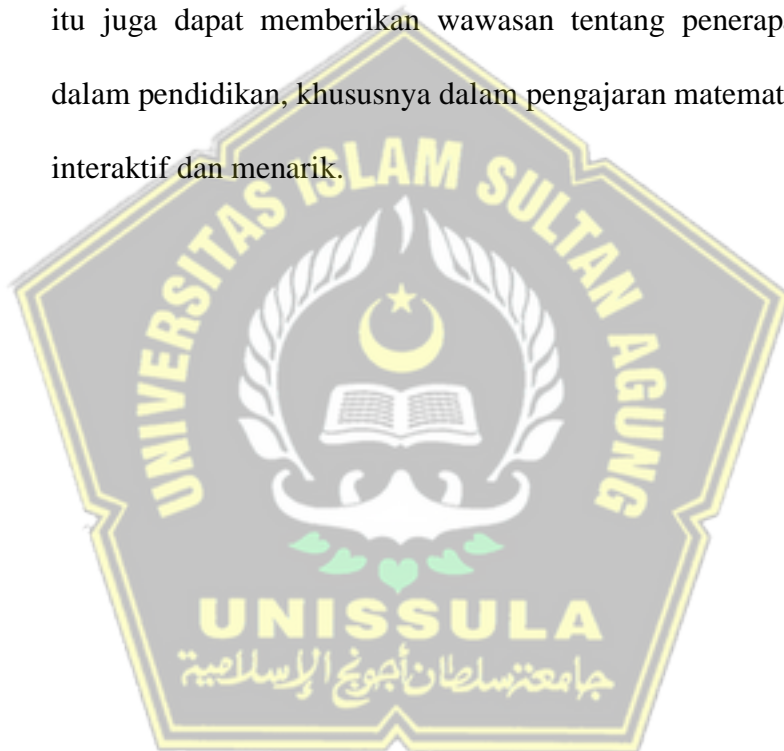 itu juga dapat memberikan wawasan tentang penerap
dalam pendidikan, khususnya dalam pengajaran matemat
interaktif dan menarik.
UNIVERSITAS ISLAM SULTAN AGUNG
UNISSULA
جامعة سلطان أجونج الإسلامية